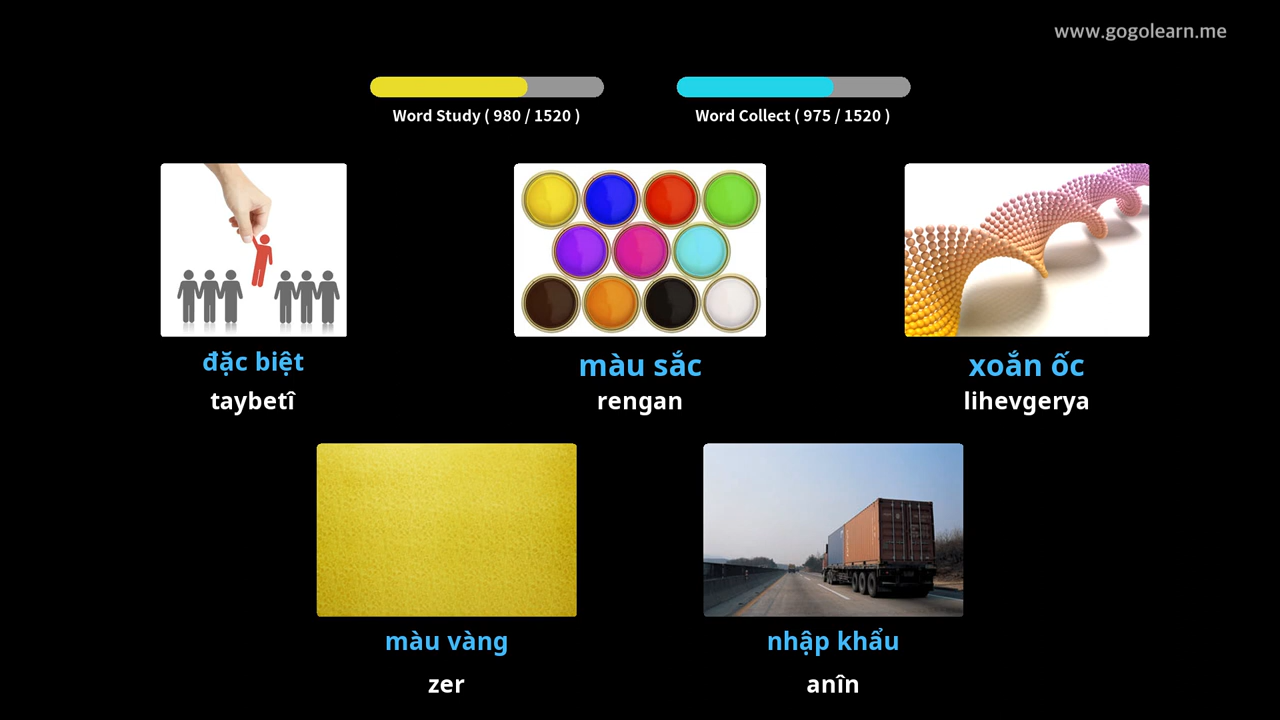 www.gogolearn.me
Word Study ( 980 / 1520 )
Word Collect ( 975 / 1520 )
đặc biệt
taybetî
màu sắc
rengan
xoắn ốc
lihevgerya
màu vàng
zer
nhập khẩu
anîn